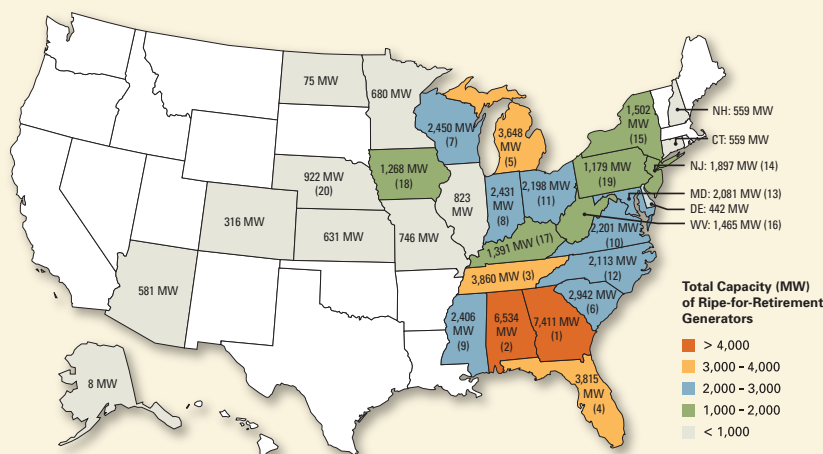 75 MW
680 MW
2,450 MW
(7)
3,648
MW
(5)
1,502
MW
(15)
NH: 559 MW
CT: 559 MW
NJ: 1,897 MW (14)
MD: 2,081 MW (13)
DE: 442 MW
WV: 1,465 MW (16)
1,179 MW
(19)
922 MW
(20)
1,268 MW
(18)
823
MW
2,431
MW
(8)
2,198 MW
(11)
316 MW
631 MW
746 MW
1,391 MW (17)
2,201 MW
(10)
2,113 MW
(12)
581 MW
3,860 MW (3)
2,942 MW
(6)
2,406
MW
(9)
6,534
MW
(2)
7,411 MW
(1)
3,815
MW
(4)
8 MW
Total Capacity (MW)
of Ripe-for-Retirement
Generators
> 4,000
3,000 – 4,000
2,000 – 3,000
1,000 – 2,000
< 1,000